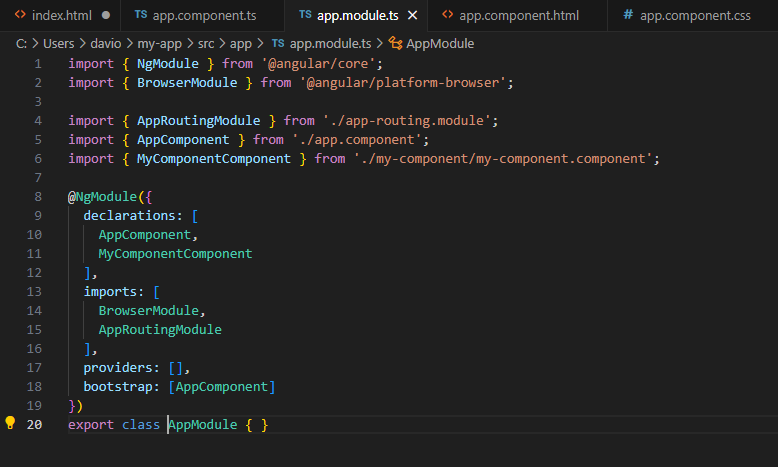 index.html
TS app.component.ts
TS app.module.ts
app.component.html
# app.component.css
C: > Users > davio > my-app > src > app > TS app.module.ts > AppModule
1 import { NgModule } from '@angular/core';
2 import { BrowserModule } from '@angular/platform-browser';
3
4 import { AppRoutingModule } from './app-routing.module';
5 import { AppComponent } from './app.component';
6 import { MyComponentComponent } from './my-component/my-component.component';
7
8 @NgModule({
9   declarations: [
10     AppComponent,
11     MyComponentComponent
12   ],
13   imports: [
14     BrowserModule,
15     AppRoutingModule
16   ],
17   providers: [],
18   bootstrap: [AppComponent]
19 })
20 export class AppModule { }